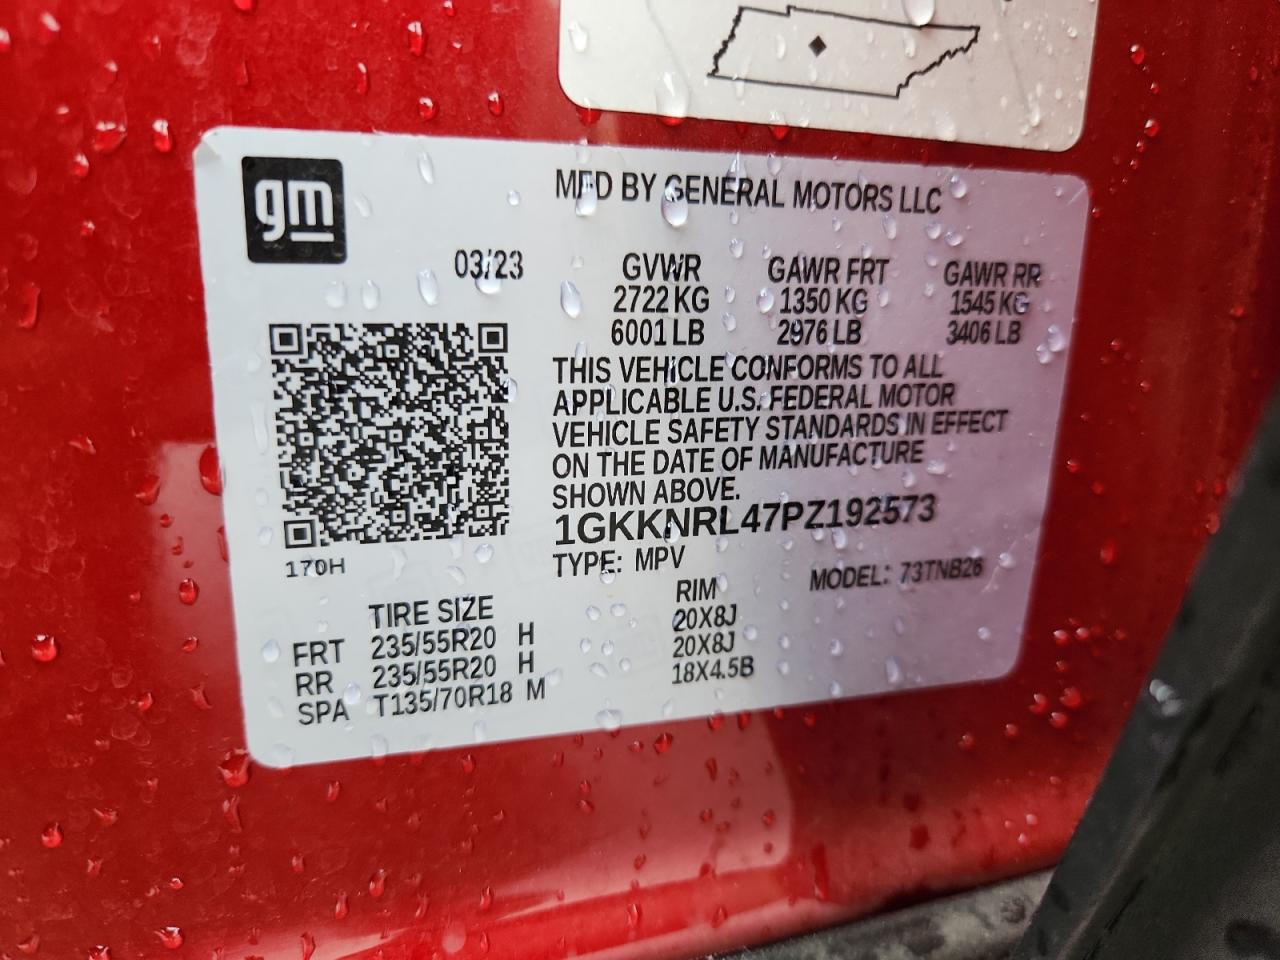 gm
MFD BY GENERAL MOTORS LLC
03/23
GVWR GAWR FRT GAWR RR
2722 KG 1350 KG 1545 KG
6001 LB 2976 LB 3406 LB
THIS VEHICLE CONFORMS TO ALL
APPLICABLE U.S. FEDERAL MOTOR
VEHICLE SAFETY STANDARDS IN EFFECT
ON THE DATE OF MANUFACTURE
SHOWN ABOVE.
1GKKNRL47PZ192573
TYPE: MPV
MODEL: 73TNB26
170H
TIRE SIZE RIM
FRT 235/55R20 H 20X8J
RR 235/55R20 H 20X8J
SPA T135/70R18 M 18X4.5B